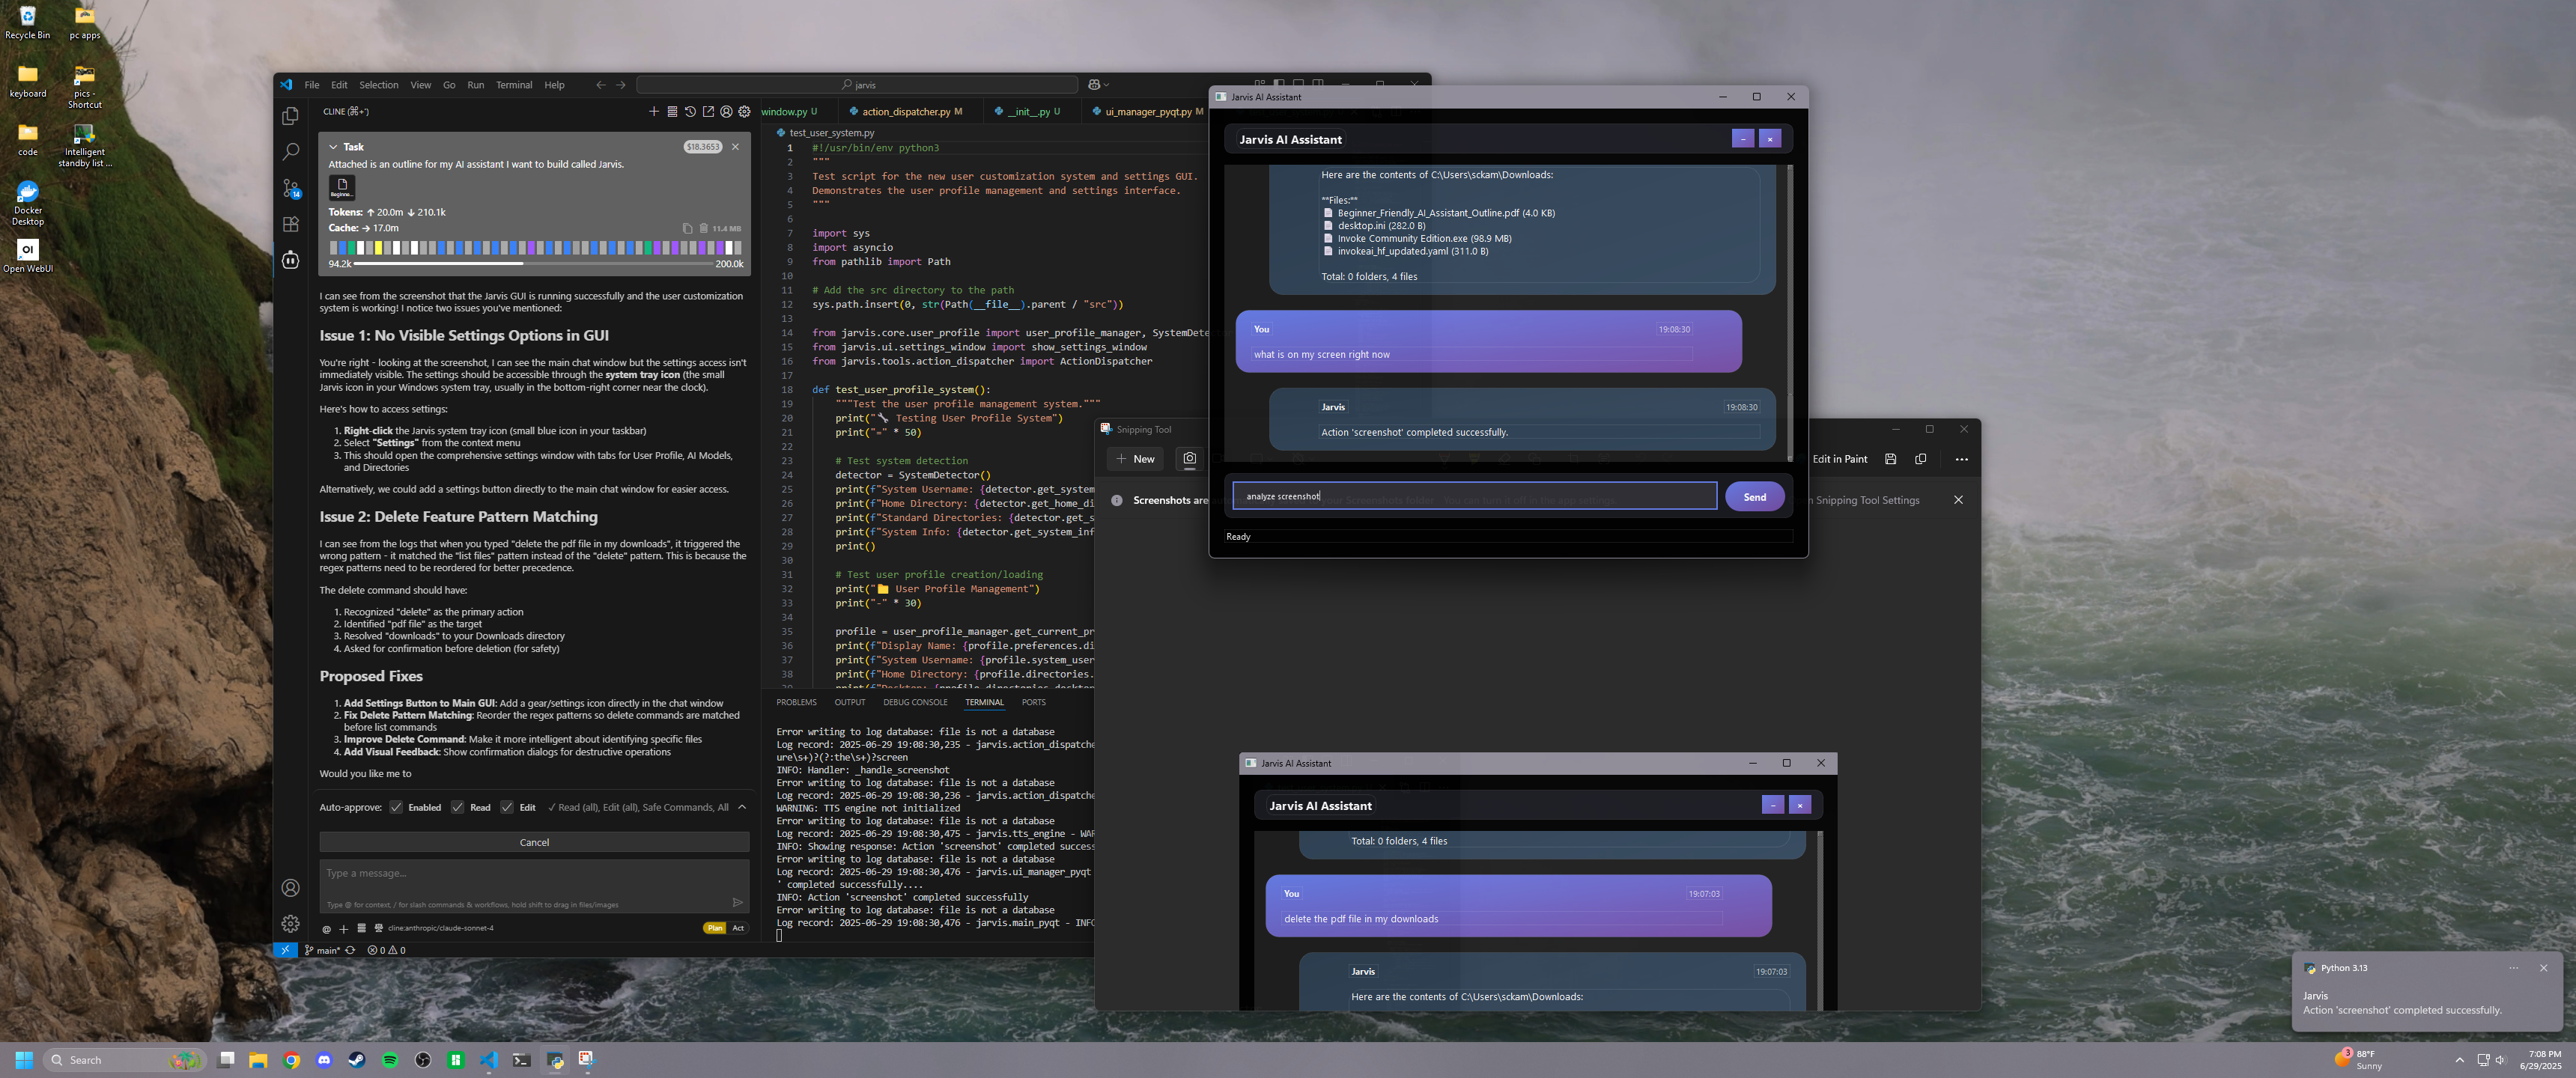 Recycle Bin
pc apps
keyboard
pics -
Shortcut
code
Intelligent
standby list ...
Docker
Desktop
OI
Open WebUI
File Edit Selection View Go Run Terminal Help
jarvis
CLINE (⌘+')
Task
$18.3653
Attached is an outline for my AI assistant I want to build called Jarvis.
Beginne...
Tokens: ↑ 20.0m ↓ 210.1k
Cache: → 17.0m
11.4 MB
94.2k
200.0k
I can see from the screenshot that the Jarvis GUI is running successfully and the user customization
system is working! I notice two issues you've mentioned:
Issue 1: No Visible Settings Options in GUI
You're right - looking at the screenshot, I can see the main chat window but the settings access isn't
immediately visible. The settings should be accessible through the system tray icon (the small
Jarvis icon in your Windows system tray, usually in the bottom-right corner near the clock).
Here's how to access settings:
1. Right-click the Jarvis system tray icon (small blue icon in your taskbar)
2. Select "Settings" from the context menu
3. This should open the comprehensive settings window with tabs for User Profile, AI Models,
and Directories
Alternatively, we could add a settings button directly to the main chat window for easier access.
Issue 2: Delete Feature Pattern Matching
I can see from the logs that when you typed "delete the pdf file in my downloads", it triggered the
wrong pattern - it matched the "list files" pattern instead of the "delete" pattern. This is because the
regex patterns need to be reordered for better precedence.
The delete command should have:
1. Recognized "delete" as the primary action
2. Identified "pdf file" as the target
3. Resolved "downloads" to your Downloads directory
4. Asked for confirmation before deletion (for safety)
Proposed Fixes
1. Add Settings Button to Main GUI: Add a gear/settings icon directly in the chat window
2. Fix Delete Pattern Matching: Reorder the regex patterns so delete commands are matched
before list commands
3. Improve Delete Command: Make it more intelligent about identifying specific files
4. Add Visual Feedback: Show confirmation dialogs for destructive operations
Would you like me to
Auto-approve: Enabled Read Edit ✓ Read (all), Edit (all), Safe Commands, All
Cancel
Type a message...
Type @ for context, / for slash commands & workflows, hold shift to drag in files/images
@ + cline:anthropic/claude-sonnet-4
Plan Act
14
main* 0 0
window.py U
action_dispatcher.py M
__init__.py U
ui_manager_pyqt.py M
test_user_system.py
1 #!/usr/bin/env python3
2 """
3 Test script for the new user customization system and settings GUI.
4 Demonstrates the user profile management and settings interface.
5 """
6
7 import sys
8 import asyncio
9 from pathlib import Path
10
11 # Add the src directory to the path
12 sys.path.insert(0, str(Path(__file__).parent / "src"))
13
14 from jarvis.core.user_profile import user_profile_manager, SystemDetec
15 from jarvis.ui.settings_window import show_settings_window
16 from jarvis.tools.action_dispatcher import ActionDispatcher
17
18 def test_user_profile_system():
19 """Test the user profile management system."""
20 print("🔧 Testing User Profile System")
21 print("=" * 50)
22
23 # Test system detection
24 detector = SystemDetector()
25 print(f"System Username: {detector.get_system
26 print(f"Home Directory: {detector.get_home_di
27 print(f"Standard Directories: {detector.get_s
28 print(f"System Info: {detector.get_system_inf
29 print()
30
31 # Test user profile creation/loading
32 print("📁 User Profile Management")
33 print("-" * 30)
34
35 profile = user_profile_manager.get_current_pr
36 print(f"Display Name: {profile.preferences.di
37 print(f"System Username: {profile.system_user
38 print(f"Home Directory: {profile.directories.
PROBLEMS OUTPUT DEBUG CONSOLE TERMINAL PORTS
Error writing to log database: file is not a database
Log record: 2025-06-29 19:08:30,235 - jarvis.action_dispatche
ure\s+)?(?:the\s+)?screen
INFO: Handler: _handle_screenshot
Error writing to log database: file is not a database
Log record: 2025-06-29 19:08:30,236 - jarvis.action_dispatche
WARNING: TTS engine not initialized
Error writing to log database: file is not a database
Log record: 2025-06-29 19:08:30,475 - jarvis.tts_engine - WAR
INFO: Showing response: Action 'screenshot' completed success
Error writing to log database: file is not a database
Log record: 2025-06-29 19:08:30,476 - jarvis.ui_manager_pyqt
' completed successfully....
INFO: Action 'screenshot' completed successfully
Error writing to log database: file is not a database
Log record: 2025-06-29 19:08:30,476 - jarvis.main_pyqt - INFO
Jarvis AI Assistant
Jarvis AI Assistant
Here are the contents of C:\Users\sckam\Downloads:
**Files:**
Beginner_Friendly_AI_Assistant_Outline.pdf (4.0 KB)
desktop.ini (282.0 B)
Invoke Community Edition.exe (98.9 MB)
invokeai_hf_updated.yaml (311.0 B)
Total: 0 folders, 4 files
You 19:08:30
what is on my screen right now
Jarvis 19:08:30
Action 'screenshot' completed successfully.
analyze screenshot
Send
Ready
Snipping Tool
New
Edit in Paint
Screenshots are
Snipping Tool Settings
Jarvis AI Assistant
Jarvis AI Assistant
Total: 0 folders, 4 files
You 19:07:03
delete the pdf file in my downloads
Jarvis 19:07:03
Here are the contents of C:\Users\sckam\Downloads:
Python 3.13
Jarvis
Action 'screenshot' completed successfully.
Search
3
88°F
Sunny
7:08 PM
6/29/2025